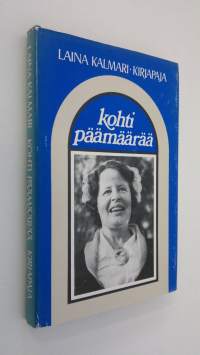 LAINA KALMARI · KIRJAPAJA
kohti
päämäärää
LAINA KALMARI KOHTI PÄÄMÄÄRÄÄ KIRJAPAJA